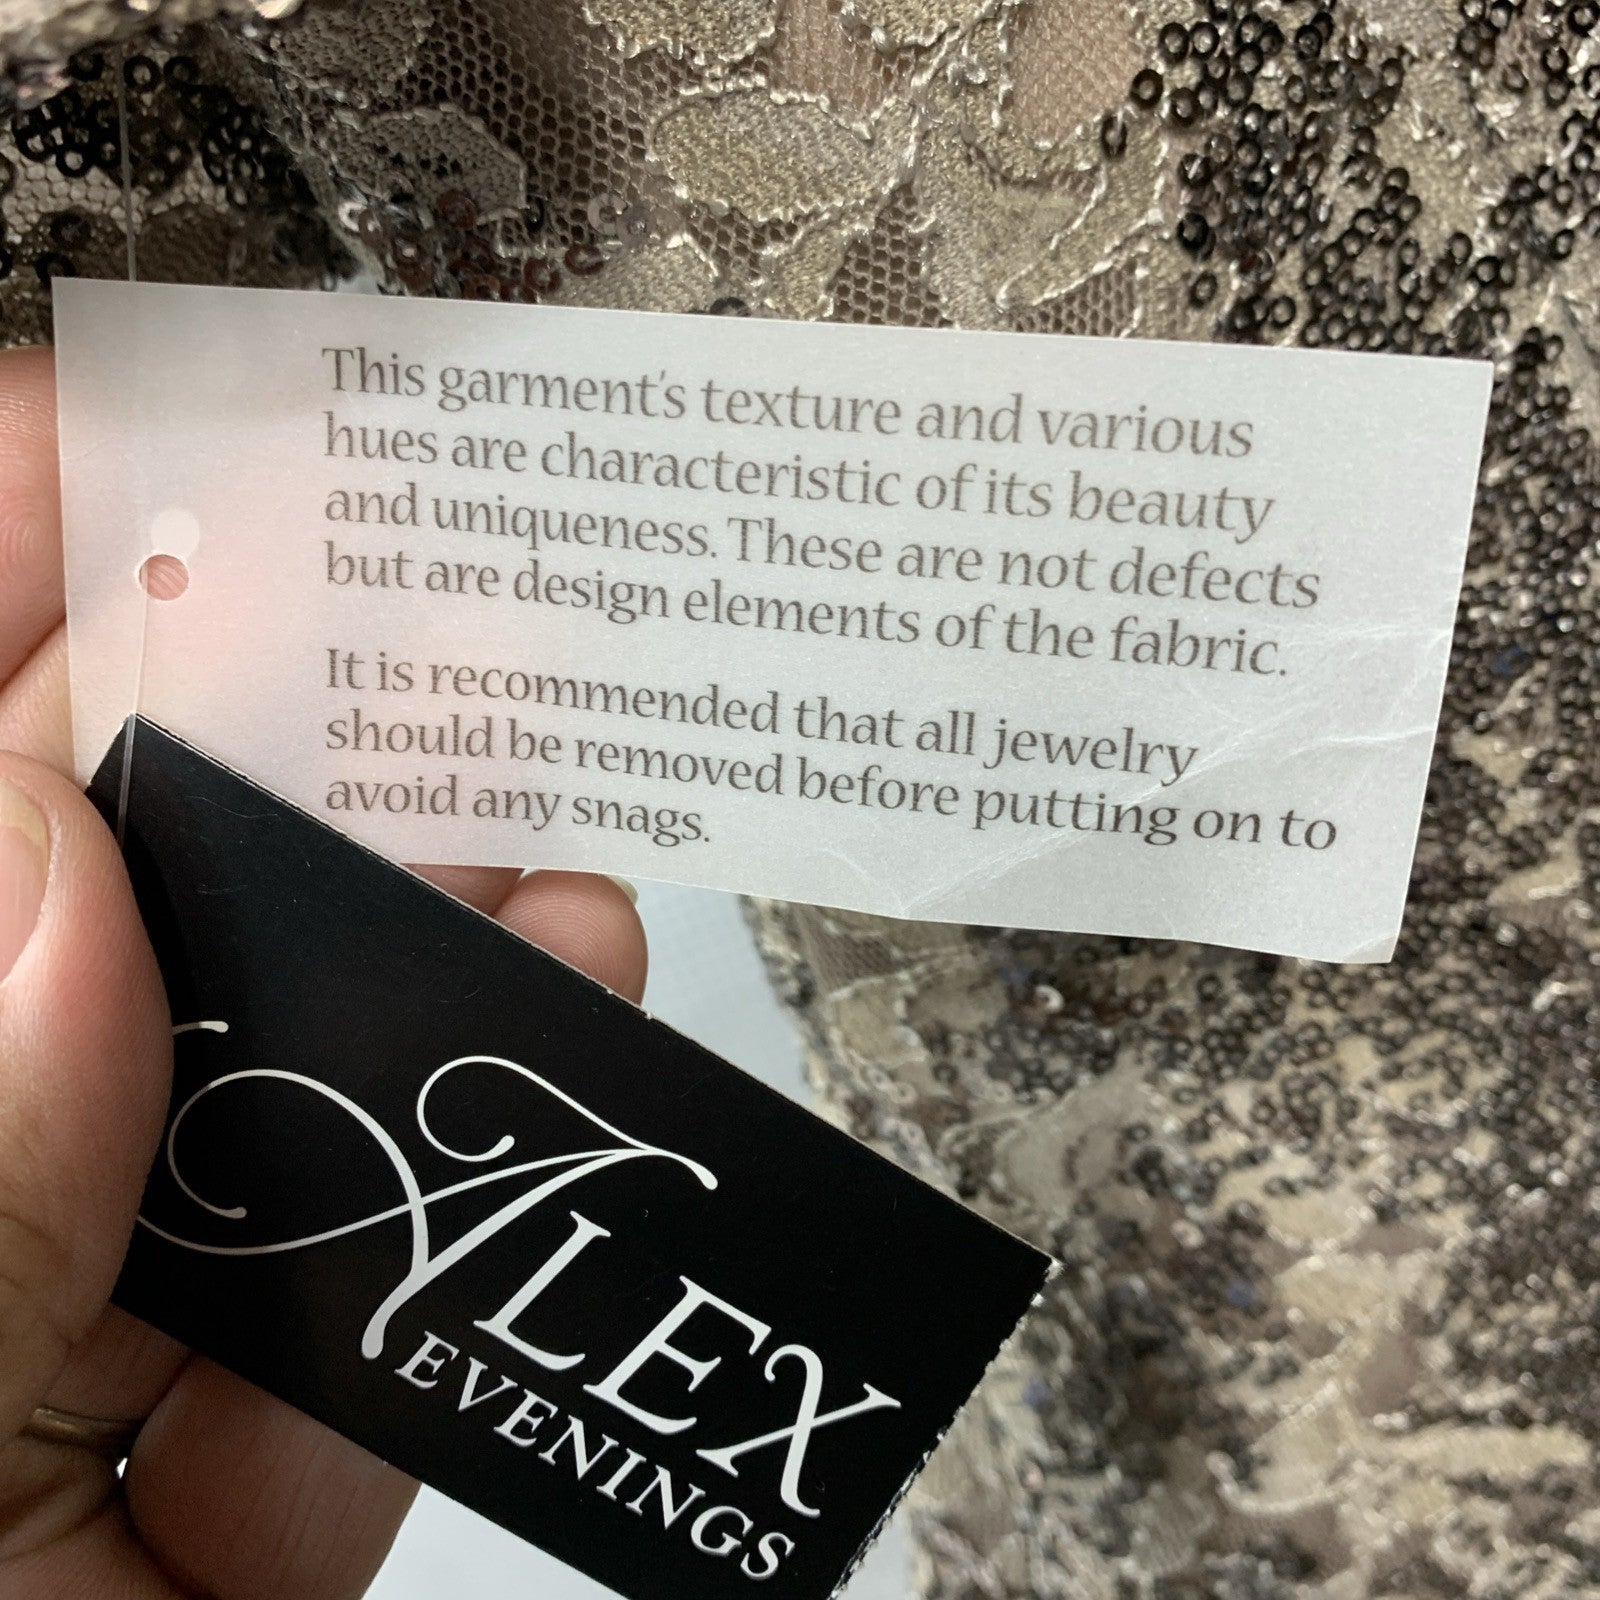 This garment's texture and various
hues are characteristic of its beauty
and uniqueness. These are not defects
but are design elements of the fabric.
It is recommended that all jewelry
should be removed before putting on to
avoid any snags.
ALEX
EVENINGS